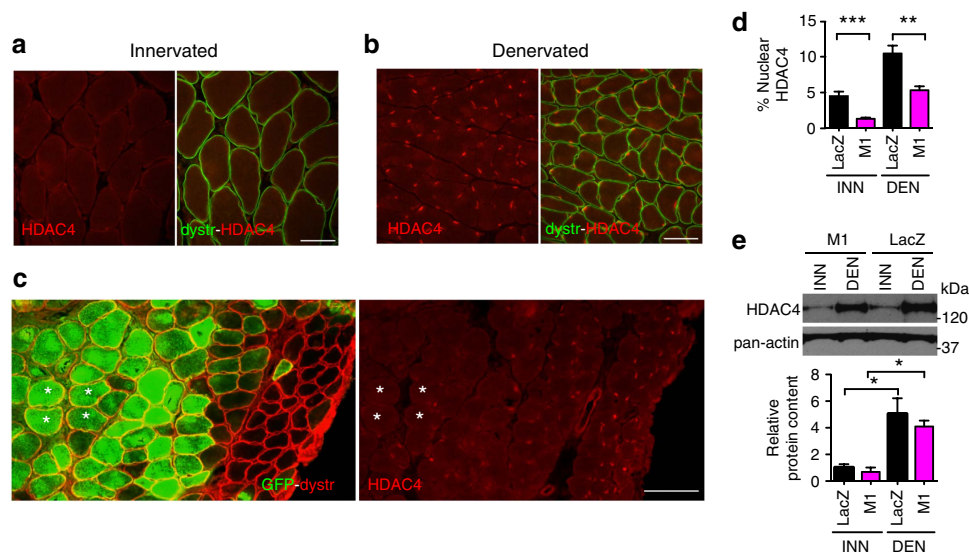 a
Innervated
HDAC4
dystr-HDAC4
b
Denervated
HDAC4
dystr-HDAC4
c
GFP-dystr
HDAC4
* * * *
* * * *
d
% Nuclear
HDAC4
15
10
5
0
*** **
LacZ M1 LacZ M1
INN DEN
e
M1 LacZ
INN DEN INN DEN
kDa
HDAC4
-120
pan-actin
-37
Relative
protein content
8
6
4
2
0
*
*
LacZ M1 LacZ M1
INN DEN